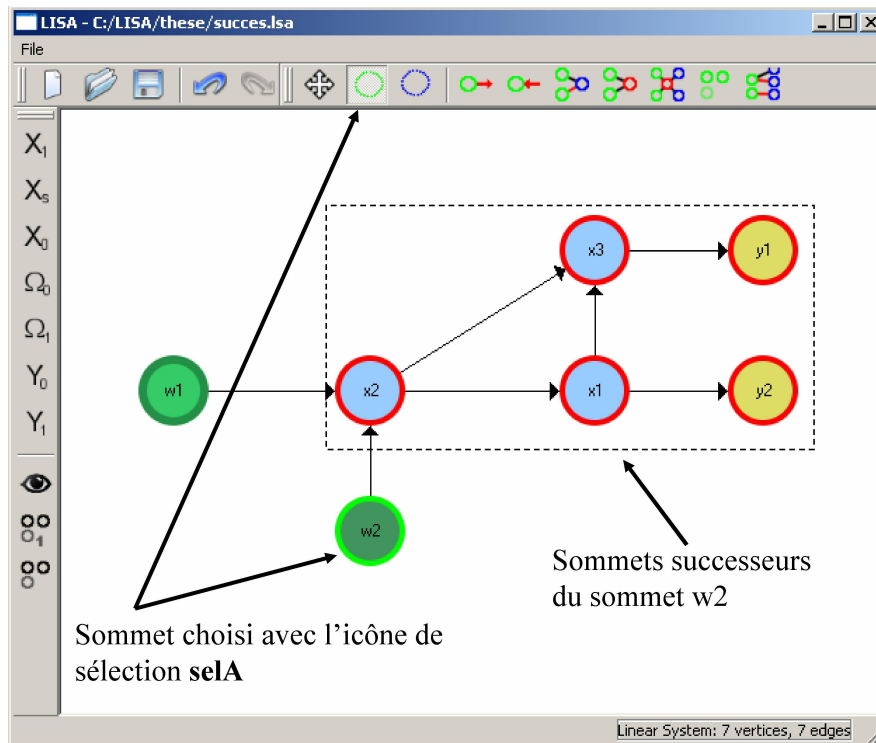 LISA - C:/LISA/these/succes.lsa
File
X₁
Xₛ
X₀
Ω₀
Ω₁
Y₀
Y₁
1
x3
y1
w1
x2
x1
y2
w2
Sommets successeurs
du sommet w2
Sommet choisi avec l’icône de
sélection selA
Linear System: 7 vertices, 7 edges